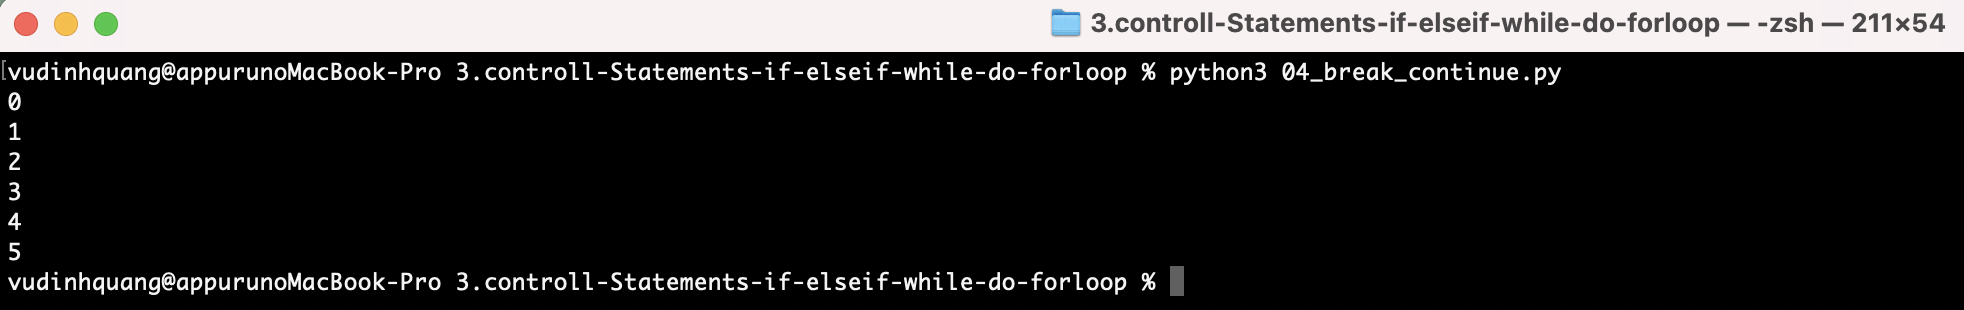 3.controll-Statements-if-elseif-while-do-forloop — -zsh — 211×54
[vudinhquang@appurunoMacBook-Pro 3.controll-Statements-if-elseif-while-do-forloop % python3 04_break_continue.py
0
1
2
3
4
5
vudinhquang@appurunoMacBook-Pro 3.controll-Statements-if-elseif-while-do-forloop %